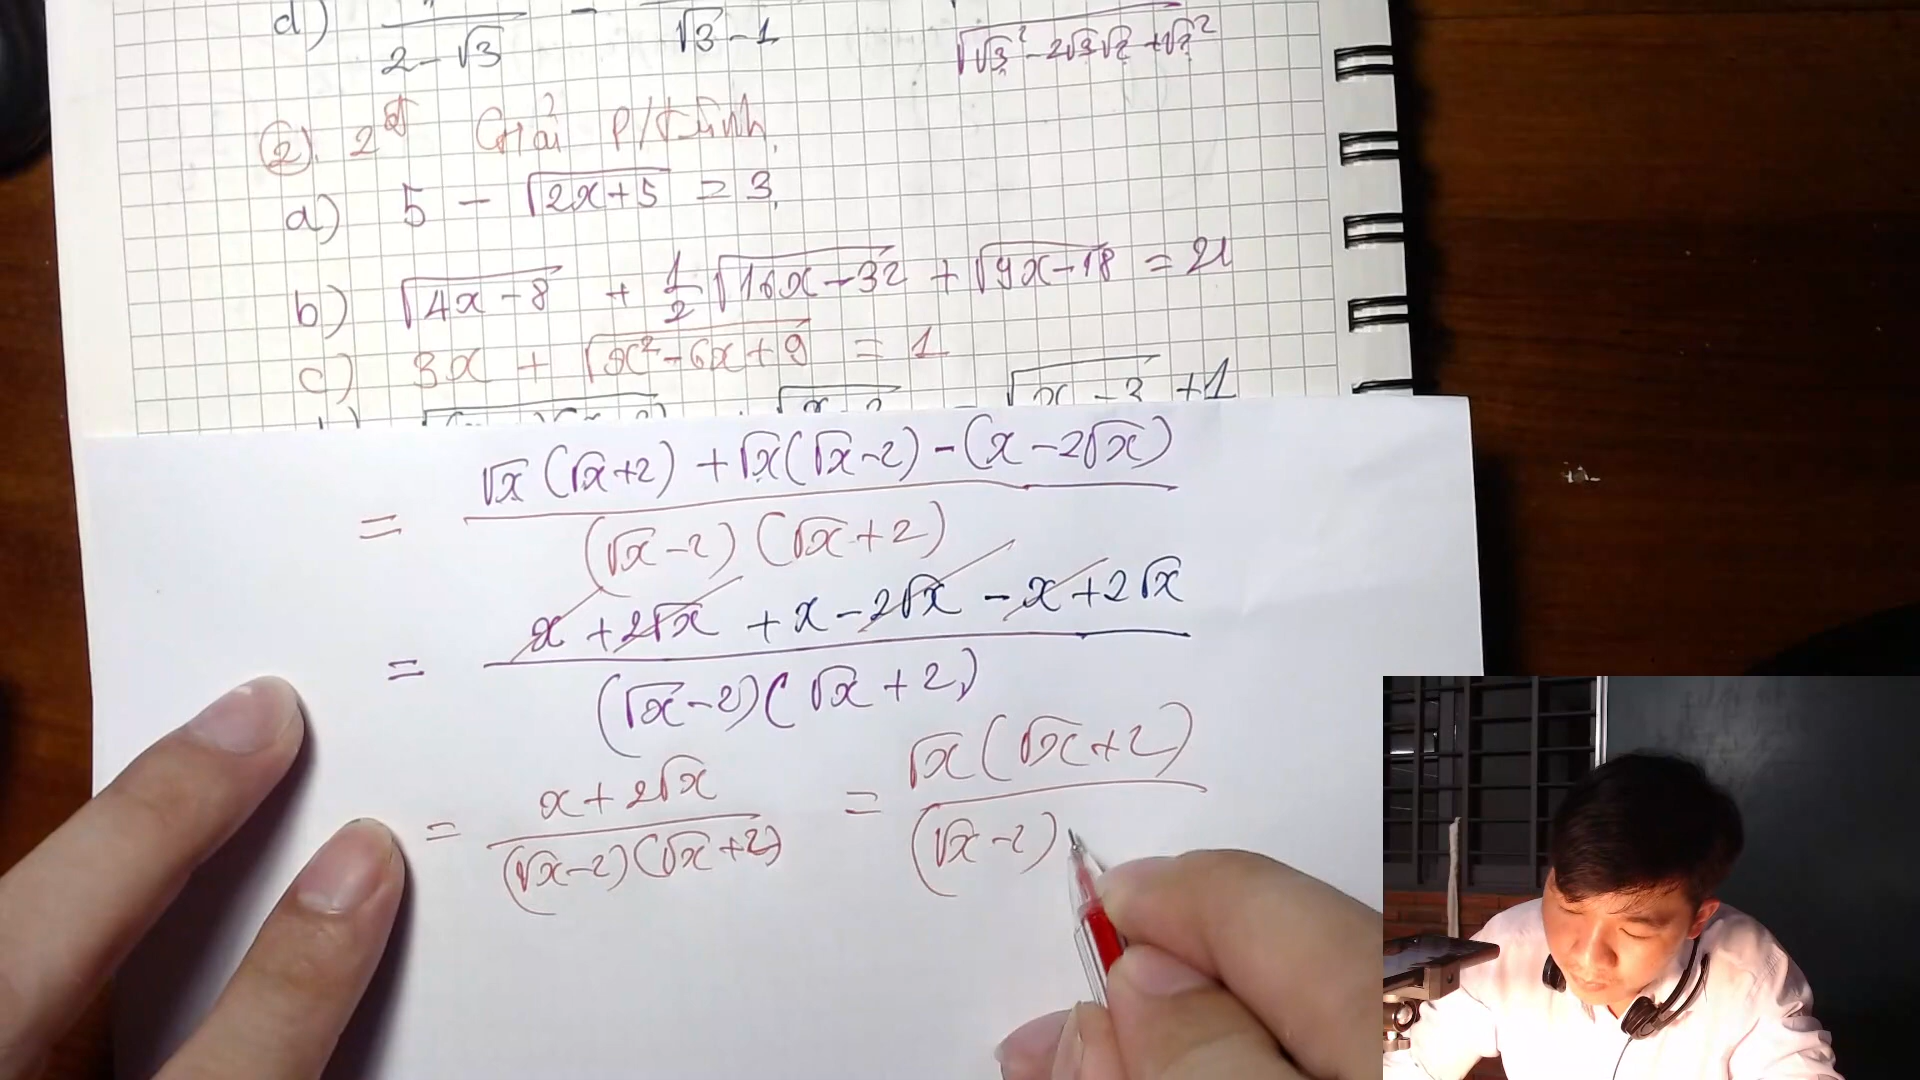 d) 2-√3 - √3-1 √(√3² - 2√3√2 + √2²)
②. 2đ Giải P/trình.
a) 5 - √(2x+5) = 3.
b) √(4x-8) + 1/2 √(16x-32) + √(9x-18) = 21
c) 3x + √(x²-6x+9) = 1
√(x-3) + 1
= (√x(√x+2) + √x(√x-2) - (x-2√x)) / ((√x-2)(√x+2))
= (x + 2√x + x - 2√x - x + 2√x) / ((√x-2)(√x+2))
= (x+2√x) / ((√x-2)(√x+2)) = √x(√x+2) / (√x-2)